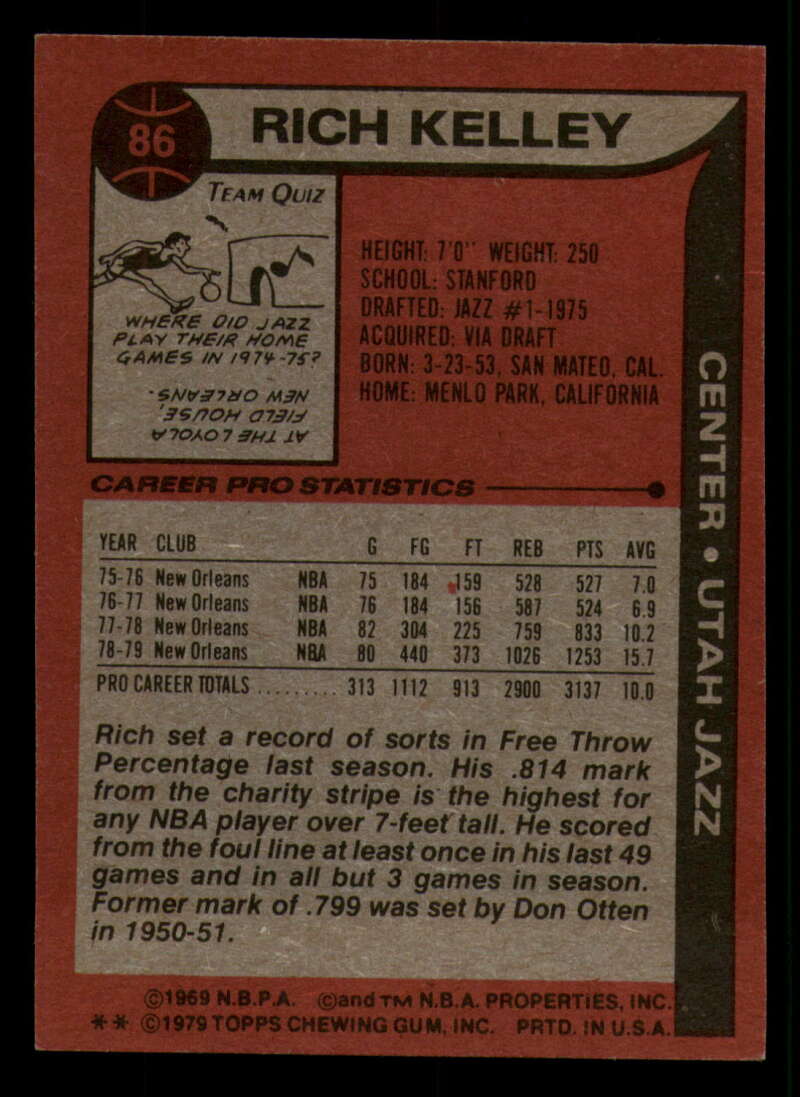 86
RICH KELLEY
TEAM QUIZ
WHERE DID JAZZ
PLAY THEIR HOME
GAMES IN 1974-75?
AT THE LOYOLA
FIELD HOUSE,
NEW ORLEANS.
HEIGHT: 7'0" WEIGHT: 250
SCHOOL: STANFORD
DRAFTED: JAZZ #1-1975
ACQUIRED: VIA DRAFT
BORN: 3-23-53, SAN MATEO, CAL.
HOME: MENLO PARK, CALIFORNIA
CENTER • UTAH JAZZ
CAREER PRO STATISTICS
YEAR CLUB G FG FT REB PTS AVG
75-76 New Orleans NBA 75 184 159 528 527 7.0
76-77 New Orleans NBA 76 184 156 587 524 6.9
77-78 New Orleans NBA 82 304 225 759 833 10.2
78-79 New Orleans NBA 80 440 373 1026 1253 15.7
PRO CAREER TOTALS ......... 313 1112 913 2900 3137 10.0
Rich set a record of sorts in Free Throw
Percentage last season. His .814 mark
from the charity stripe is the highest for
any NBA player over 7-feet tall. He scored
from the foul line at least once in his last 49
games and in all but 3 games in season.
Former mark of .799 was set by Don Otten
in 1950-51.
©1969 N.B.P.A. ©and TM N.B.A. PROPERTIES, INC.
** ©1979 TOPPS CHEWING GUM, INC. PRTD. IN U.S.A.